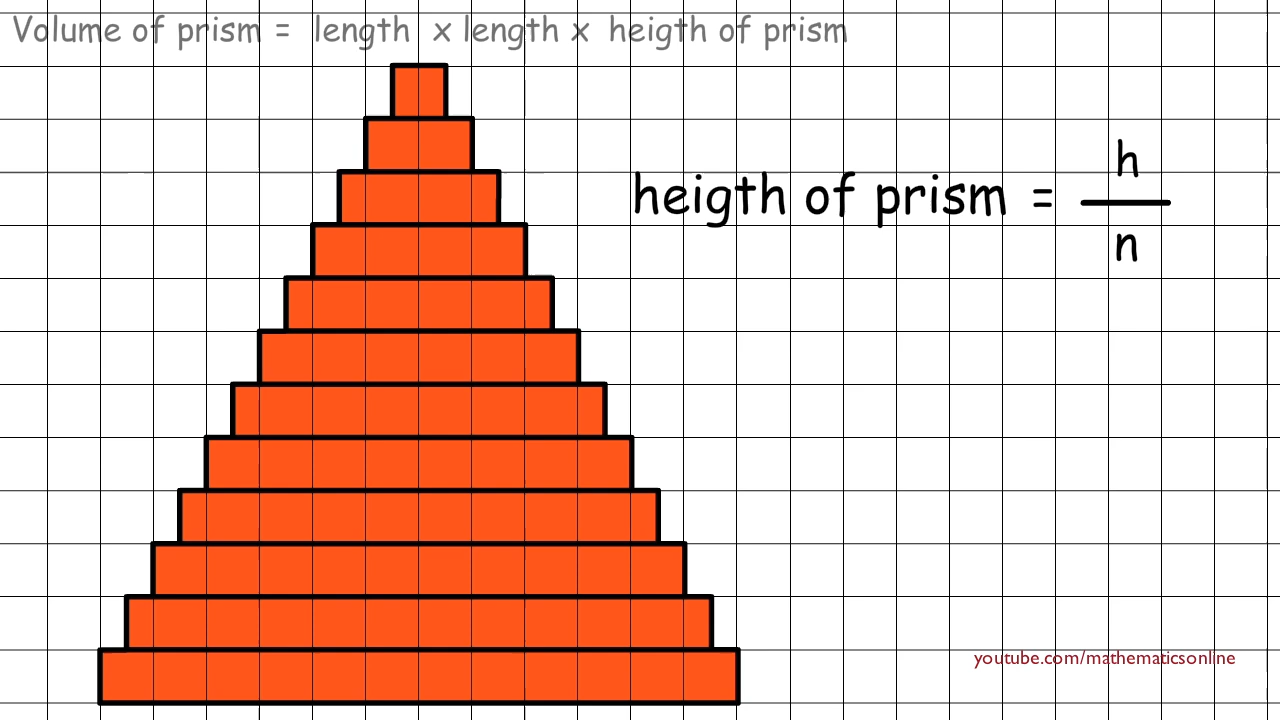 Volume of prism = length x length x heigth of prism
heigth of prism = h
n
youtube.com/mathematicsonline